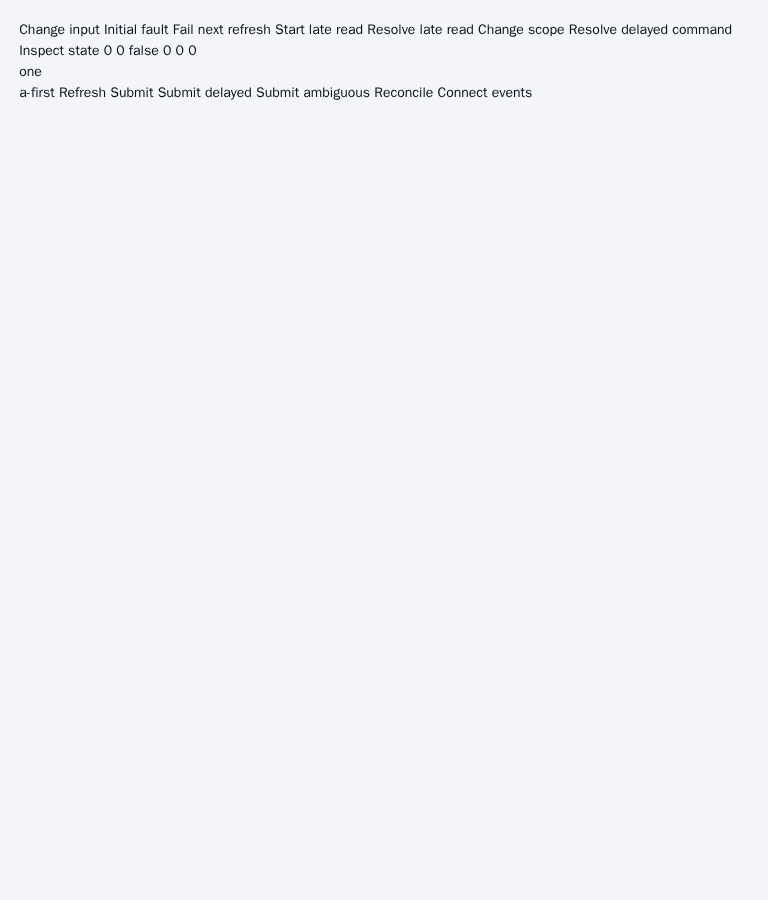 Change input Initial fault Fail next refresh Start late read Resolve late read Change scope Resolve delayed command
Inspect state 0 0 false 0 0 0
one
a-first Refresh Submit Submit delayed Submit ambiguous Reconcile Connect events